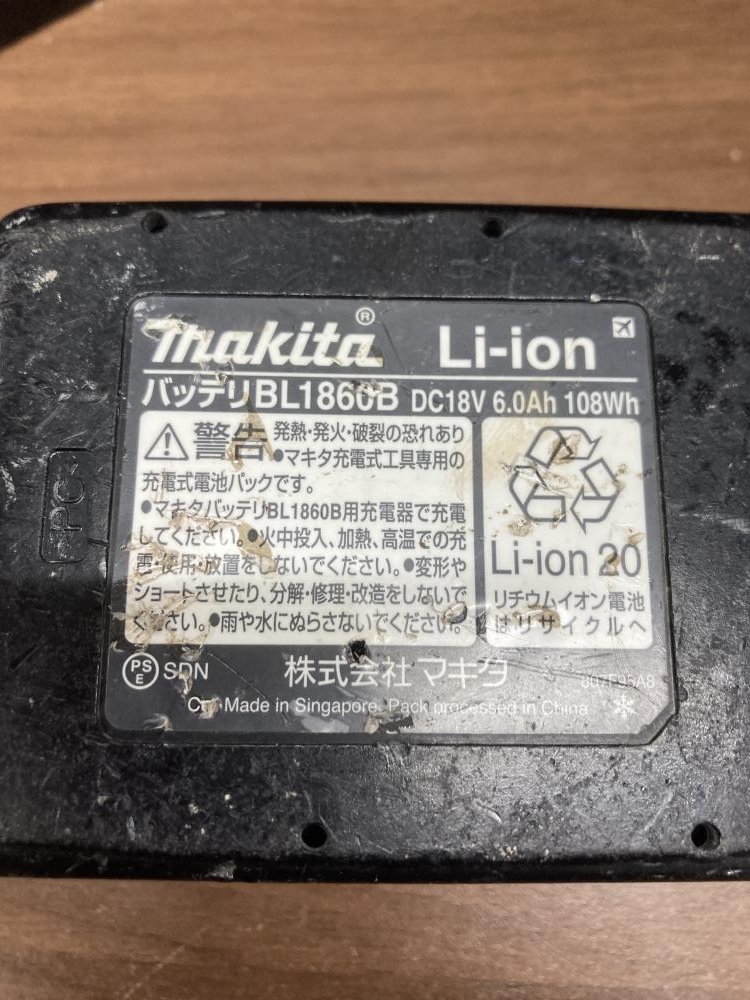 makita® Li-ion
バッテリBL1860B DC18V 6.0Ah 108Wh
警告 発熱・発火・破裂の恐れあり
●マキタ充電式工具専用の
充電式電池パックです。
●マキタバッテリBL1860B用充電器で充電
してください。●火中投入、加熱、高温での充
電・使用・放置をしないでください。●変形や
ショートさせたり、分解・修理・改造をしないで
ください。●雨や水にぬらさないでください。
Li-ion 20
リチウムイオン電池
はリサイクルへ
PS
E
SDN
株式会社 マキタ
Made in Singapore. Pack processed in China
PC